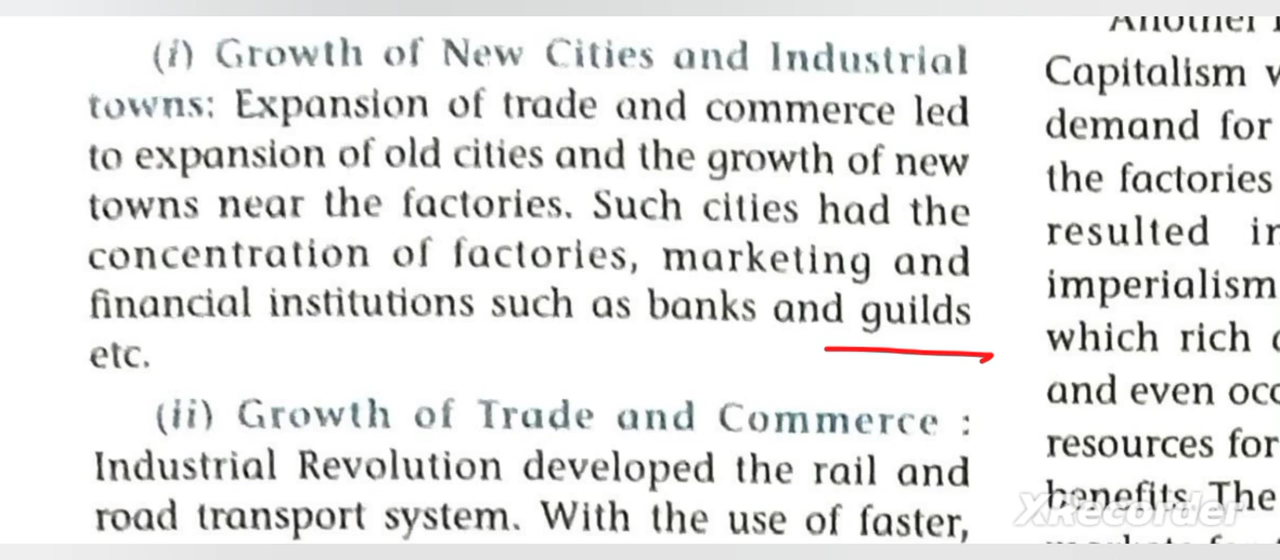 (i) Growth of New Cities and Industrial
towns: Expansion of trade and commerce led
to expansion of old cities and the growth of new
towns near the factories. Such cities had the
concentration of factories, marketing and
financial institutions such as banks and guilds
etc.
(ii) Growth of Trade and Commerce :
Industrial Revolution developed the rail and
road transport system. With the use of faster,
Another
Capitalism
demand for
the factories
resulted
imperialism
which rich
and even
resources for
benefits. The
XRecorder